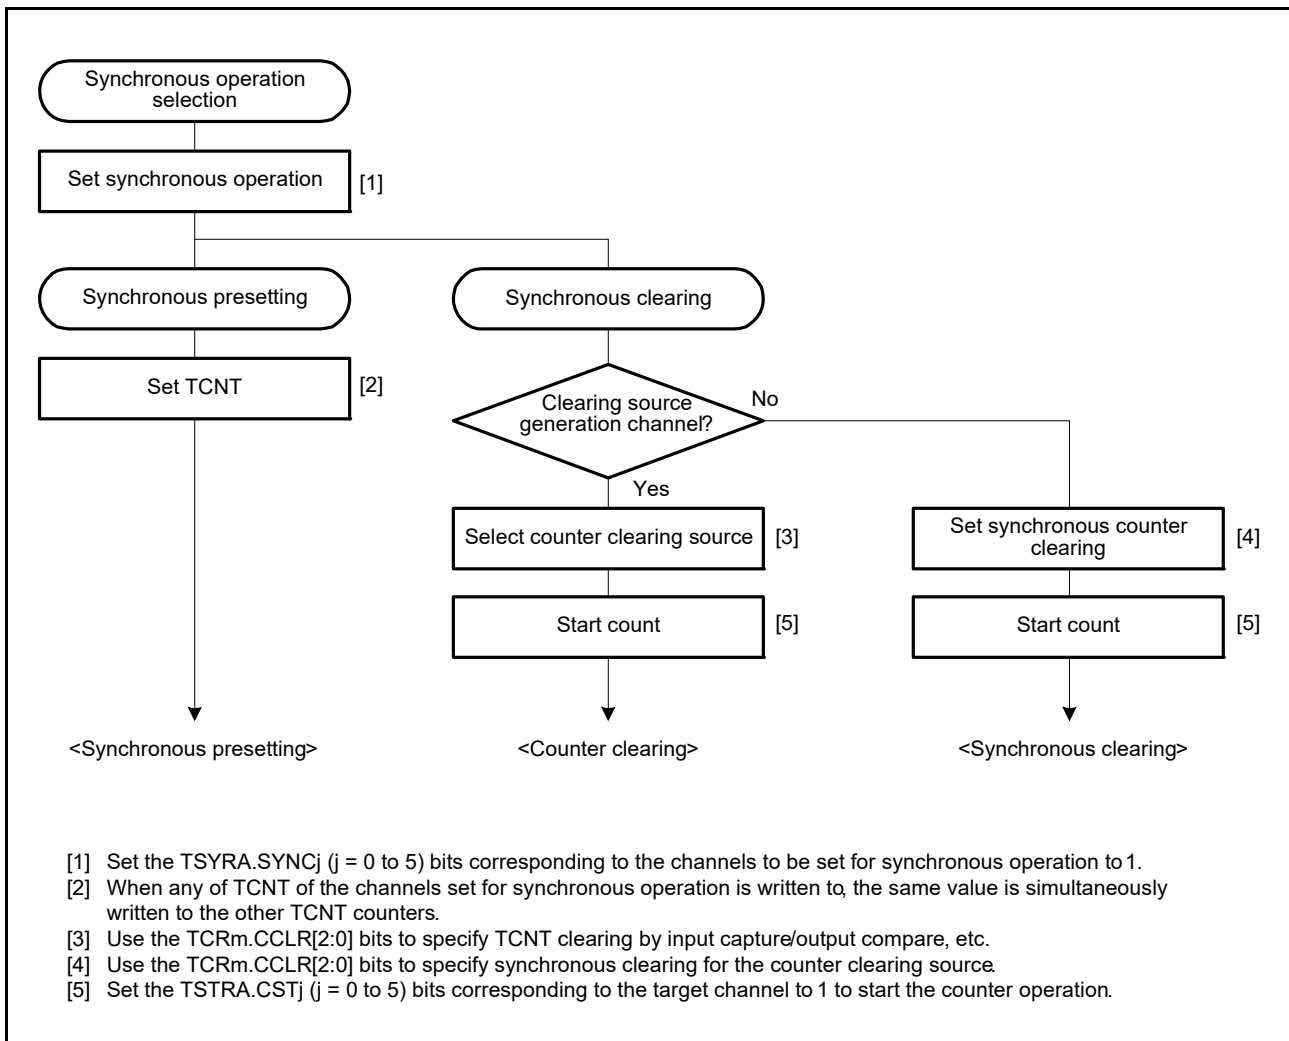 Synchronous operation
selection
Set synchronous operation
[1]
Synchronous presetting
Synchronous clearing
Set TCNT
[2]
Clearing source
generation channel?
No
Yes
Select counter clearing source
[3]
Set synchronous counter
clearing
[4]
Start count
[5]
Start count
[5]
<Synchronous presetting>
<Counter clearing>
<Synchronous clearing>
[1] Set the TSYRA.SYNCj (j = 0 to 5) bits corresponding to the channels to be set for synchronous operation to 1.
[2] When any of TCNT of the channels set for synchronous operation is written to, the same value is simultaneously
written to the other TCNT counters.
[3] Use the TCRm.CCLR[2:0] bits to specify TCNT clearing by input capture/output compare, etc.
[4] Use the TCRm.CCLR[2:0] bits to specify synchronous clearing for the counter clearing source.
[5] Set the TSTRA.CSTj (j = 0 to 5) bits corresponding to the target channel to 1 to start the counter operation.